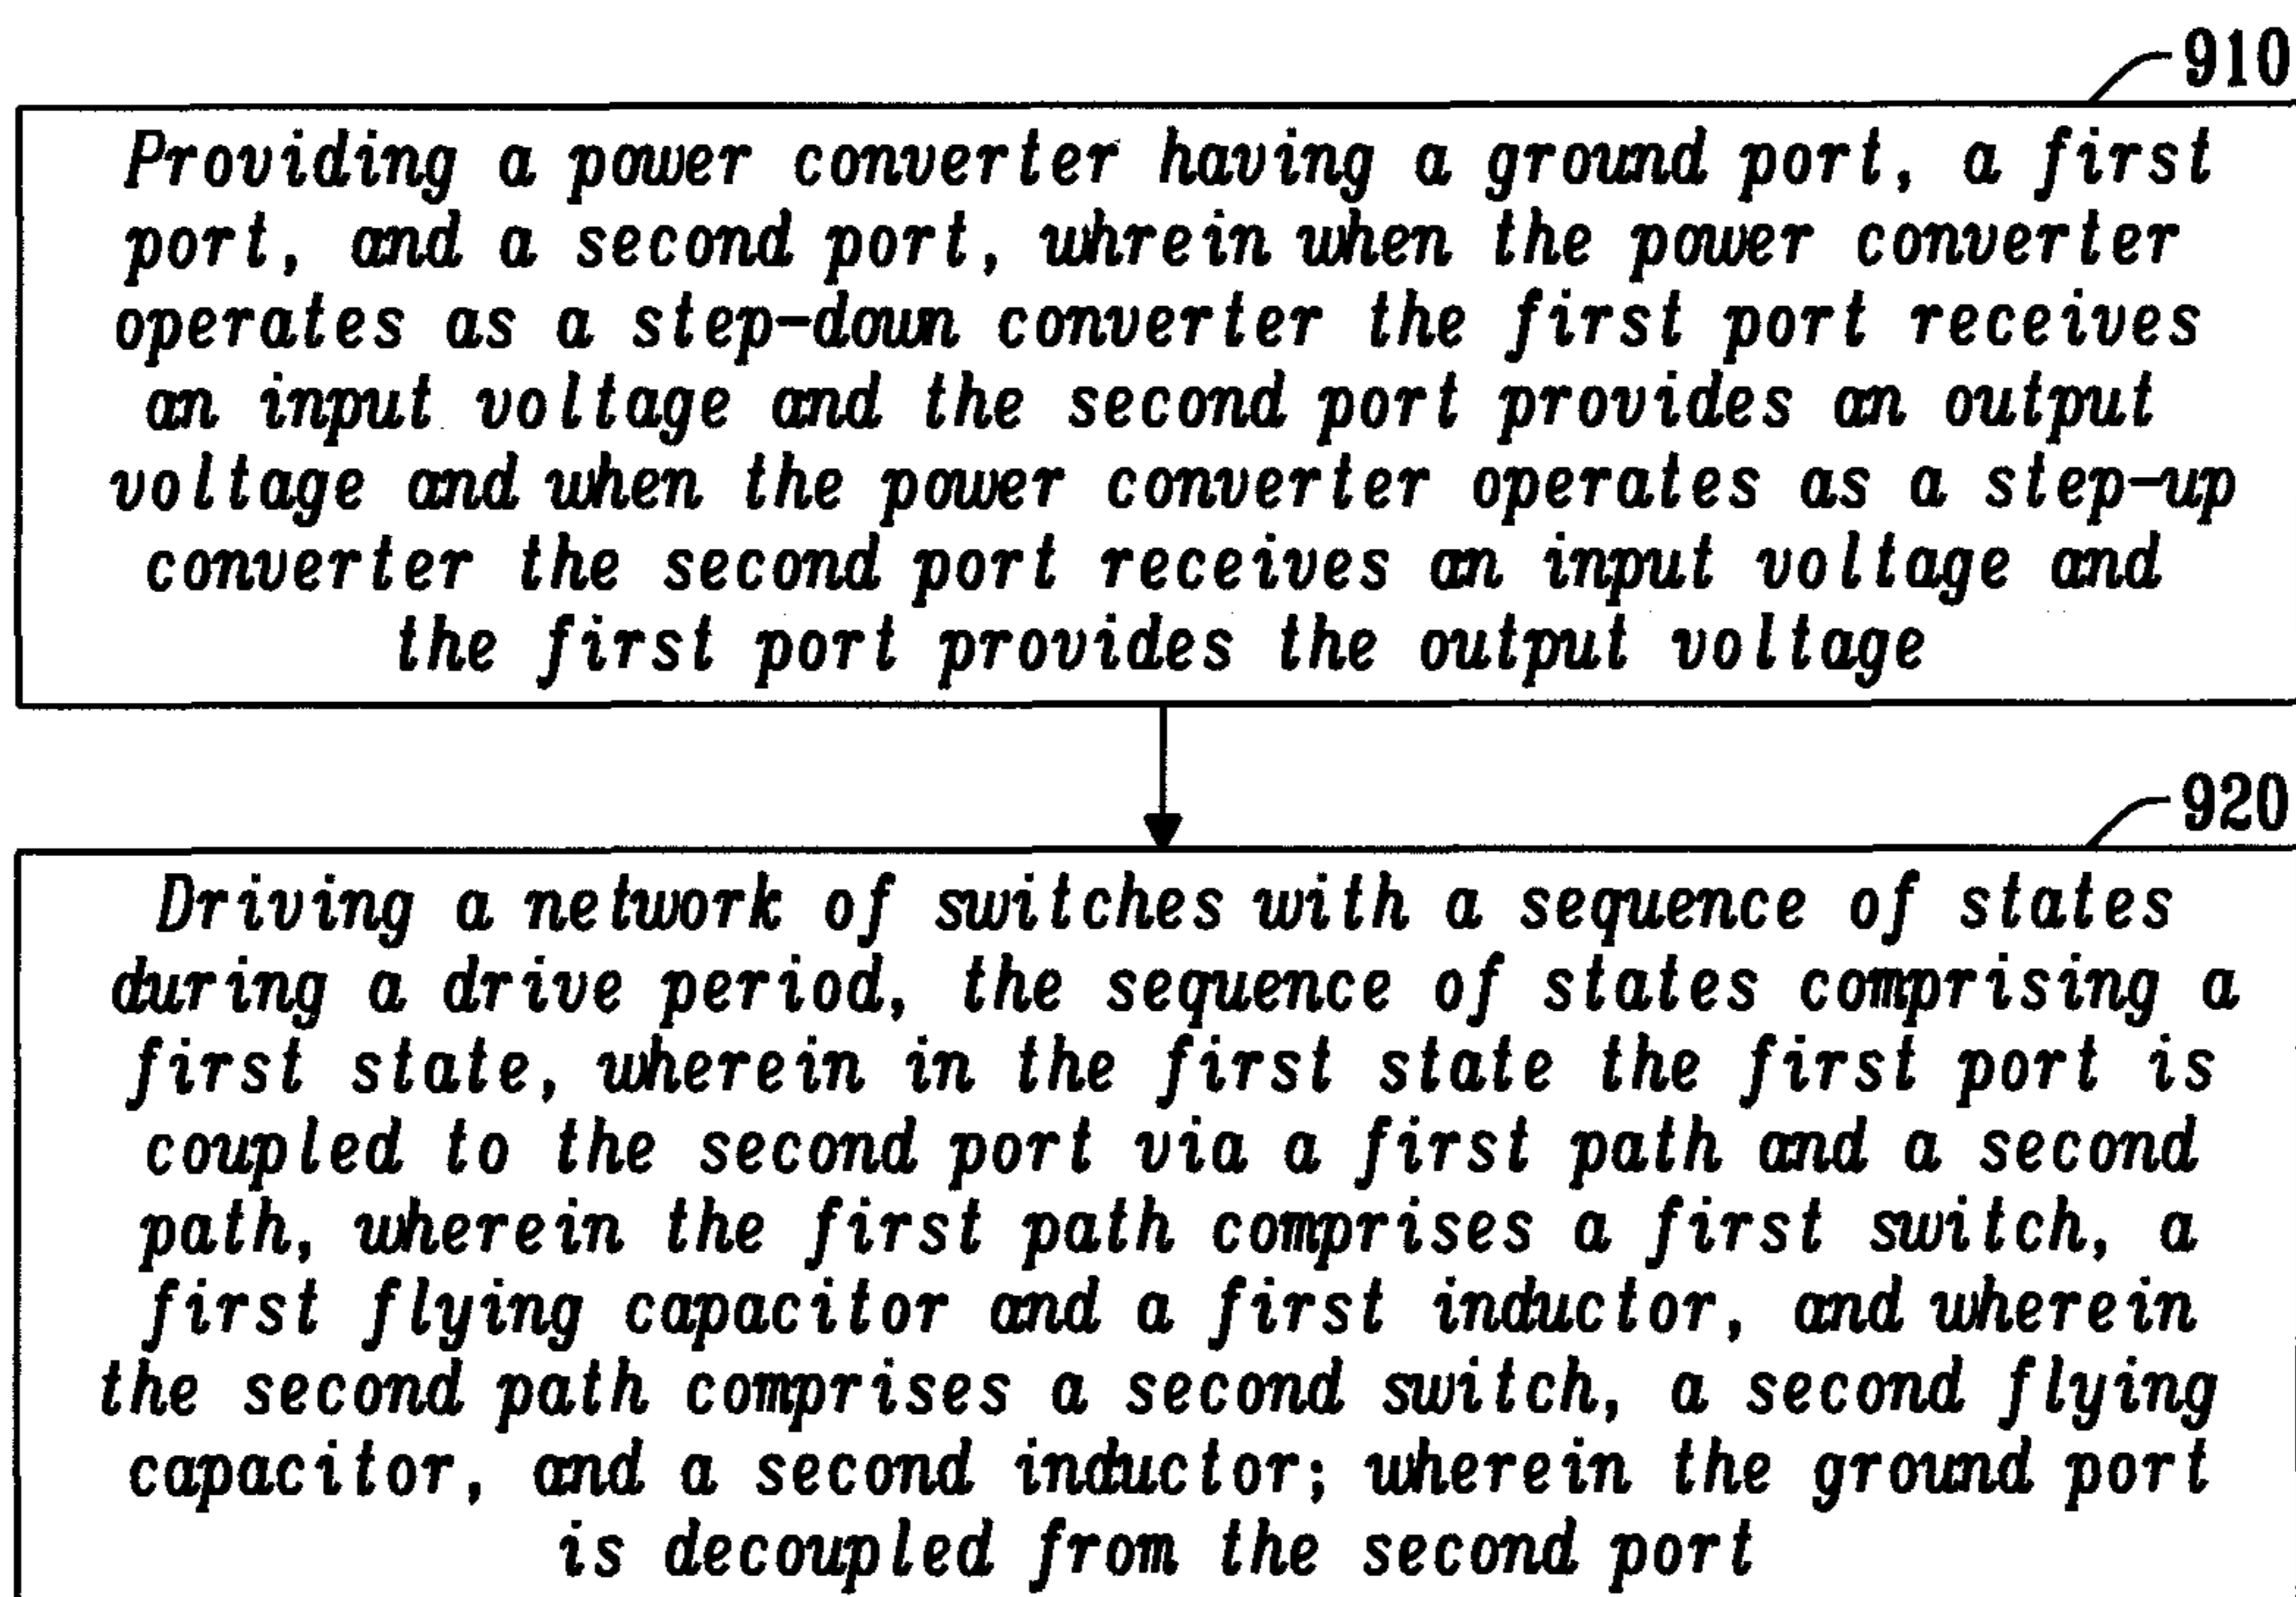 910
Providing a power converter having a ground port, a first
port, and a second port, whrein when the power converter
operates as a step-down converter the first port receives
an input voltage and the second port provides an output
voltage and when the power converter operates as a step-up
converter the second port receives an input voltage and
the first port provides the output voltage
920
Driving a network of switches with a sequence of states
during a drive period, the sequence of states comprising a
first state, wherein in the first state the first port is
coupled to the second port via a first path and a second
path, wherein the first path comprises a first switch, a
first flying capacitor and a first inductor, and wherein
the second path comprises a second switch, a second flying
capacitor, and a second inductor; wherein the ground port
is decoupled from the second port